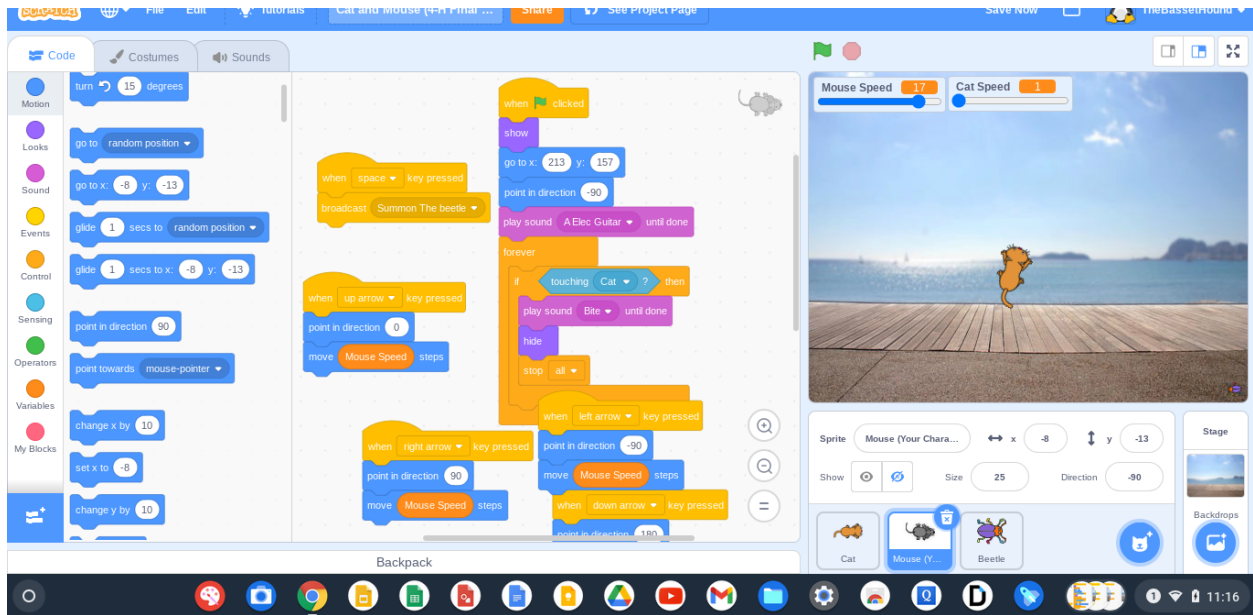 SCRATCH
File
Edit
Tutorials
Cat and Mouse (4-H Final ...
Share
See Project Page
Save Now
TheBassetHound
Code
Costumes
Sounds
Motion
Looks
Sound
Events
Control
Sensing
Operators
Variables
My Blocks
turn 15 degrees
go to random position
go to x: -8 y: -13
glide 1 secs to random position
glide 1 secs to x: -8 y: -13
point in direction 90
point towards mouse-pointer
change x by 10
set x to -8
change y by 10
when space key pressed
broadcast Summon The beetle
when up arrow key pressed
point in direction 0
move Mouse Speed steps
when right arrow key pressed
point in direction 90
move Mouse Speed steps
when clicked
show
go to x: 213 y: 157
point in direction -90
play sound A Elec Guitar until done
forever
if touching Cat ? then
play sound Bite until done
hide
stop all
when left arrow key pressed
point in direction -90
move Mouse Speed steps
when down arrow key pressed
point in direction 180
Backpack
Mouse Speed 17
Cat Speed 1
Sprite Mouse (Your Chara... x -8 y -13
Show Size 25 Direction -90
Cat
Mouse (Y...
Beetle
Stage
Backdrops
1 11:16